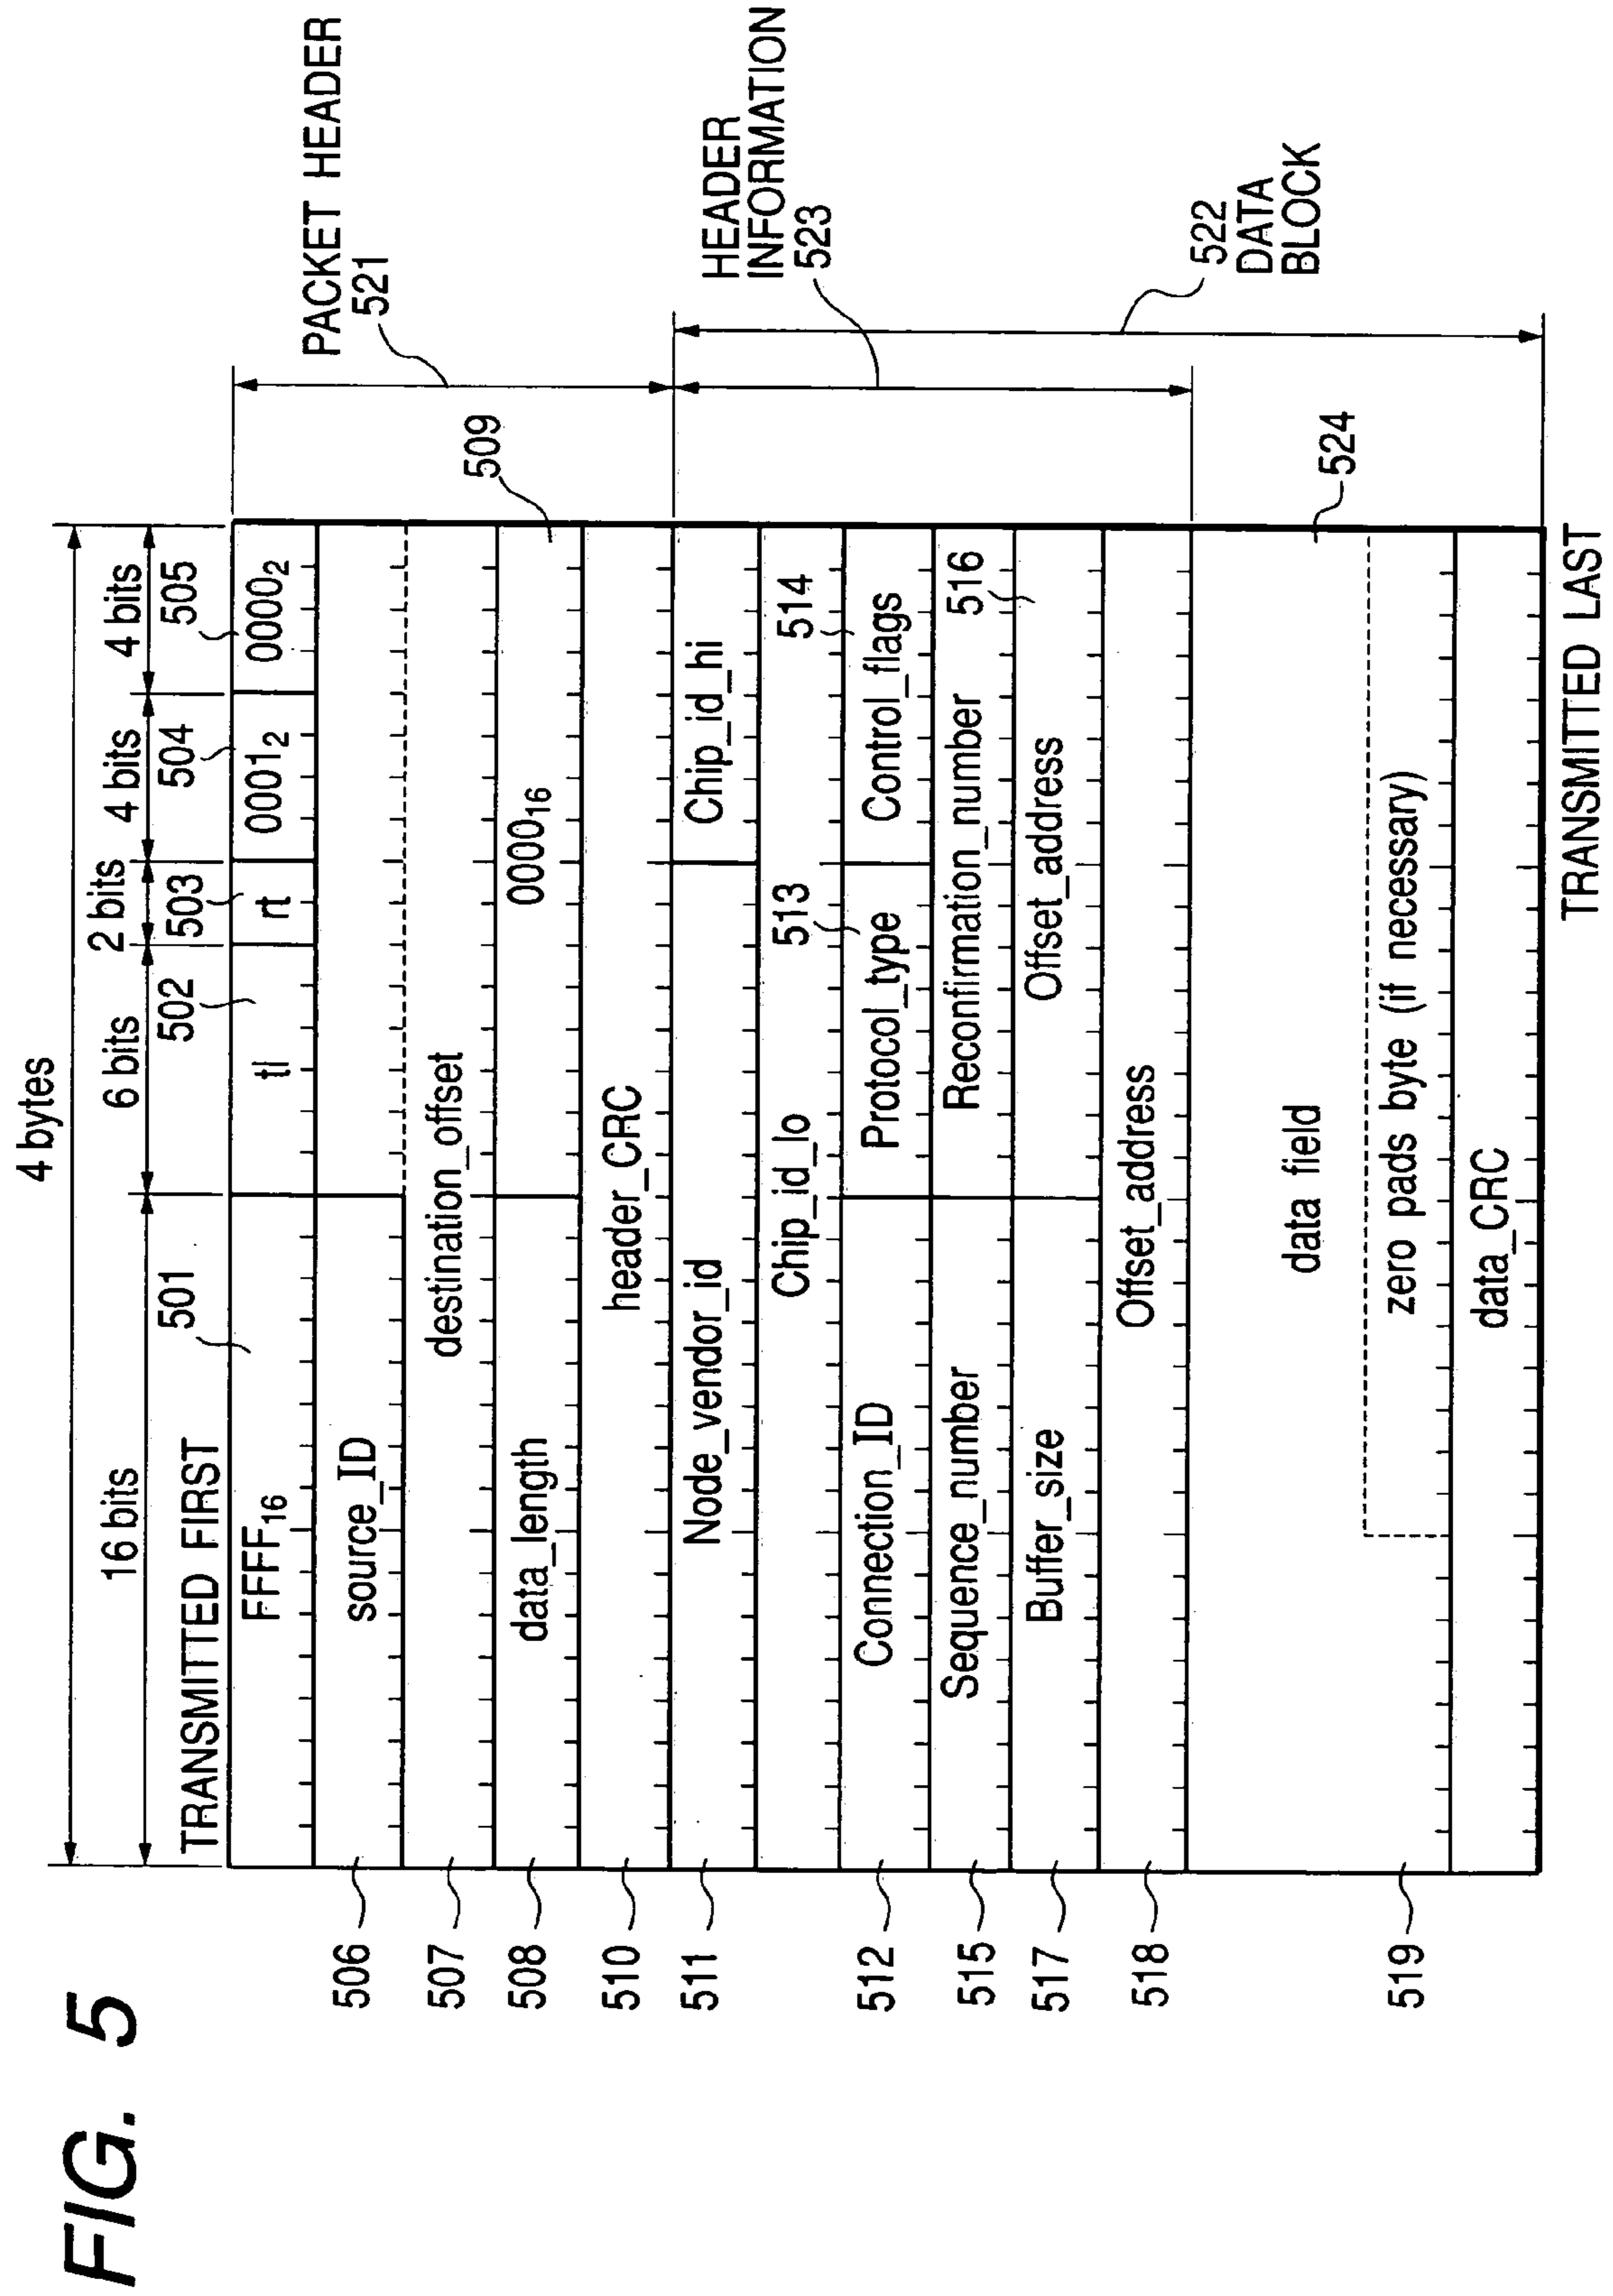 FIG. 5
4 bytes
16 bits
6 bits
2 bits
4 bits
4 bits
TRANSMITTED FIRST
501
502
503
504
505
FFFF16
tl
rt
00012
00002
PACKET HEADER
521
506
source_ID
507
destination_offset
508
data_length
000016
509
510
header_CRC
511
Node_vendor_id
Chip_id_hi
HEADER
INFORMATION
523
Chip_id_lo
513
514
512
Connection_ID
Protocol_type
Control_flags
515
Sequence_number
Reconfirmation_number
516
517
Buffer_size
Offset_address
518
Offset_address
522
DATA
BLOCK
data field
524
519
zero pads byte (if necessary)
data_CRC
TRANSMITTED LAST